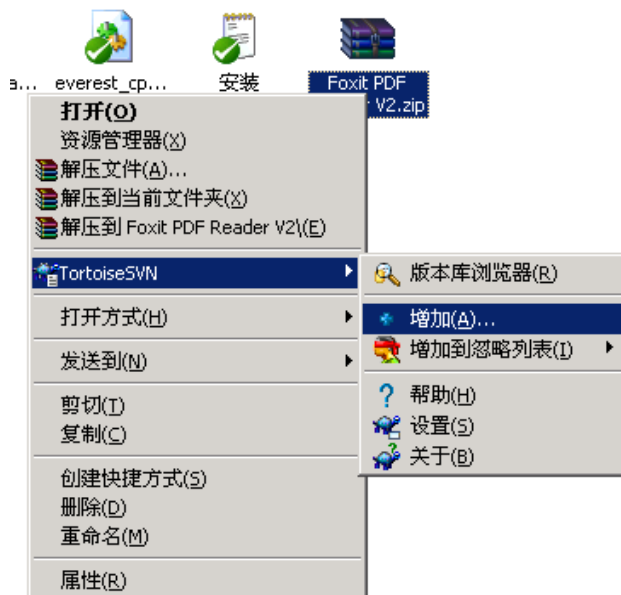 a... everest_cp... 安装 Foxit PDF
r V2.zip
打开(O)
资源管理器(X)
解压文件(A)...
解压到当前文件夹(X)
解压到 Foxit PDF Reader V2\(E)
TortoiseSVN
版本库浏览器(R)
增加(A)...
增加到忽略列表(I)
帮助(H)
设置(S)
关于(B)
打开方式(H)
发送到(N)
剪切(T)
复制(C)
创建快捷方式(S)
删除(D)
重命名(M)
属性(R)